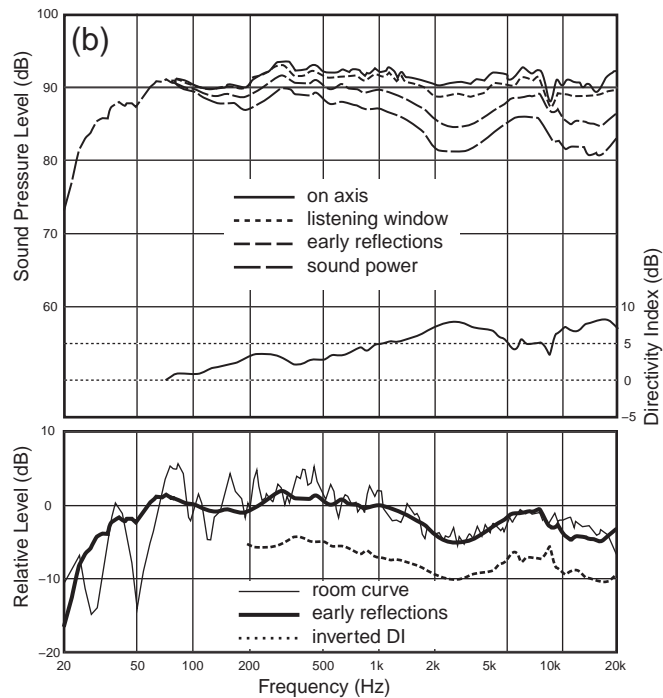 (b)
Sound Pressure Level (dB)
100
90
80
70
60
on axis
listening window
early reflections
sound power
Directivity Index (dB)
10
5
0
–5
Relative Level (dB)
10
0
–10
–20
room curve
early reflections
inverted DI
20 50 100 200 500 1k 2k 5k 10k 20k
Frequency (Hz)